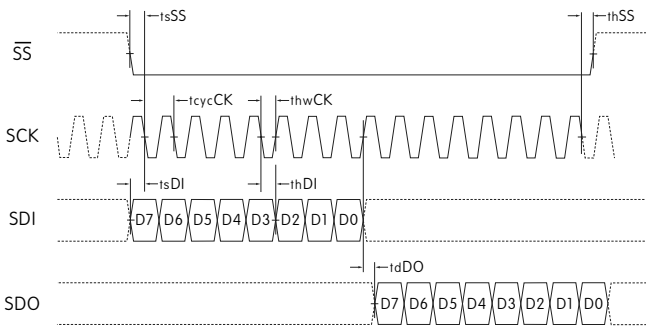 tsSS
thSS
SS
tcycCK
thwCK
SCK
tsDI
thDI
SDI
D7 D6 D5 D4 D3 D2 D1 D0
tdDO
SDO
D7 D6 D5 D4 D3 D2 D1 D0